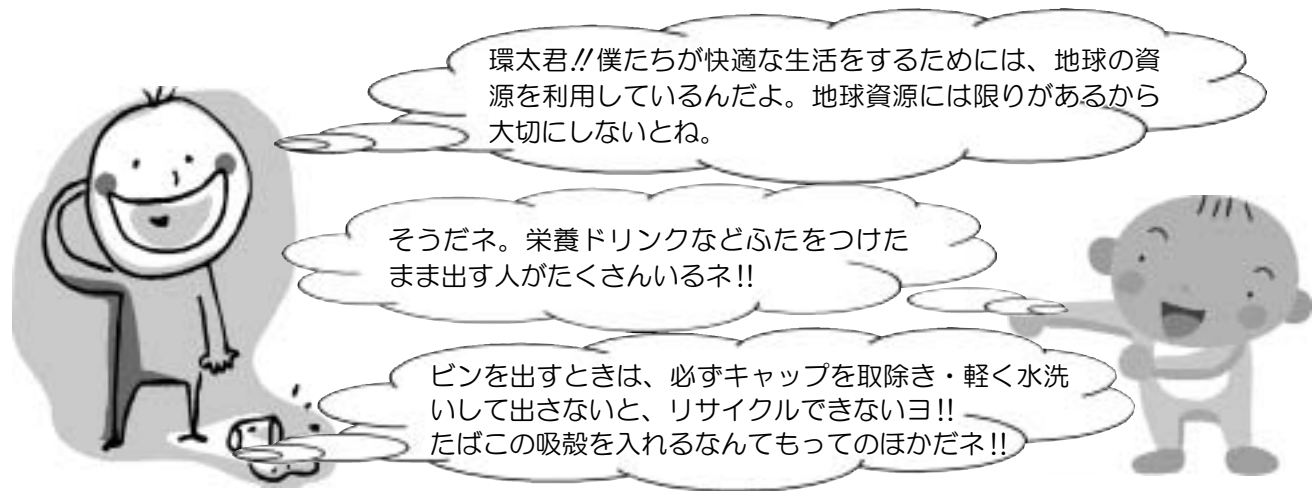 環太君!!僕たちが快適な生活をするためには、地球の資
源を利用しているんだよ。地球資源には限りがあるから
大切にしないとね。
そうだネ。栄養ドリンクなどふたをつけた
まま出す人がたくさんいるネ!!
ビンを出すときは、必ずキャップを取除き・軽く水洗
いして出さないと、リサイクルできないヨ!!
たばこの吸殻を入れるなんてもってのほかだネ!!